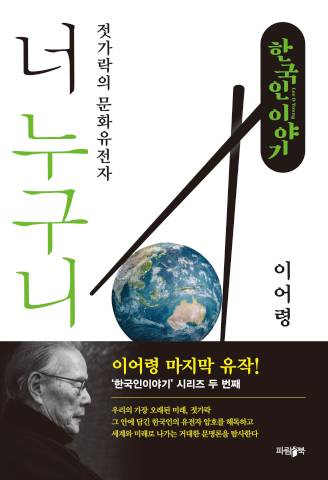 너 누구니
젓가락의 문화유전자
한국인 이야기
이어령
이어령 마지막 유작!
'한국인이야기' 시리즈 두 번째
우리의 가장 오래된 미래, 젓가락
그 안에 담긴 한국인의 유전자 암호를 해독하고
세계와 미래로 나가는 거대한 문명론을 탐사한다
파람북